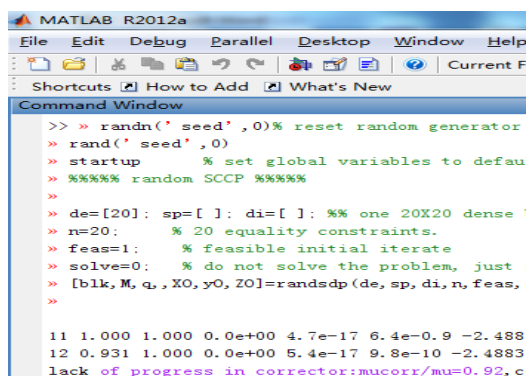 MATLAB R2012a
File Edit Debug Parallel Desktop Window Help
Current F
Shortcuts How to Add What's New
Command Window
>> » randn(’ seed’ ,0)% reset random generator
» rand(’ seed’ ,0)
» startup % set global variables to defau
» %%%%% random SCCP %%%%%
»
» de=[20]; sp=[ ]; di=[ ]; %% one 20X20 dense
» n=20; % 20 equality constraints.
» feas=1; % feasible initial iterate
» solve=0; % do not solve the problem, just
» [blk,M,q,,XO,yO,ZO]=randsdp(de,sp,di,n,feas,
»
11 1.000 1.000 0.0e+00 4.7e-17 6.4e-0.9 -2.488
12 0.931 1.000 0.0e+00 5.4e-17 9.8e-10 -2.4883
lack of progress in corrector:mucorr/mu=0.92,c